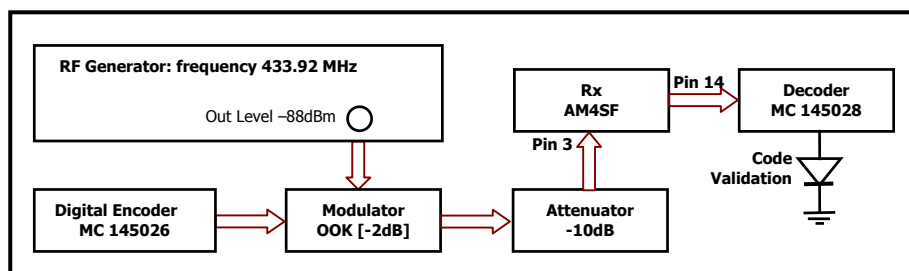 RF Generator: frequency 433.92 MHz
Out Level –88dBm
Rx
AM4SF
Pin 14
Decoder
MC 145028
Pin 3
Code
Validation
Digital Encoder
MC 145026
Modulator
OOK [-2dB]
Attenuator
-10dB